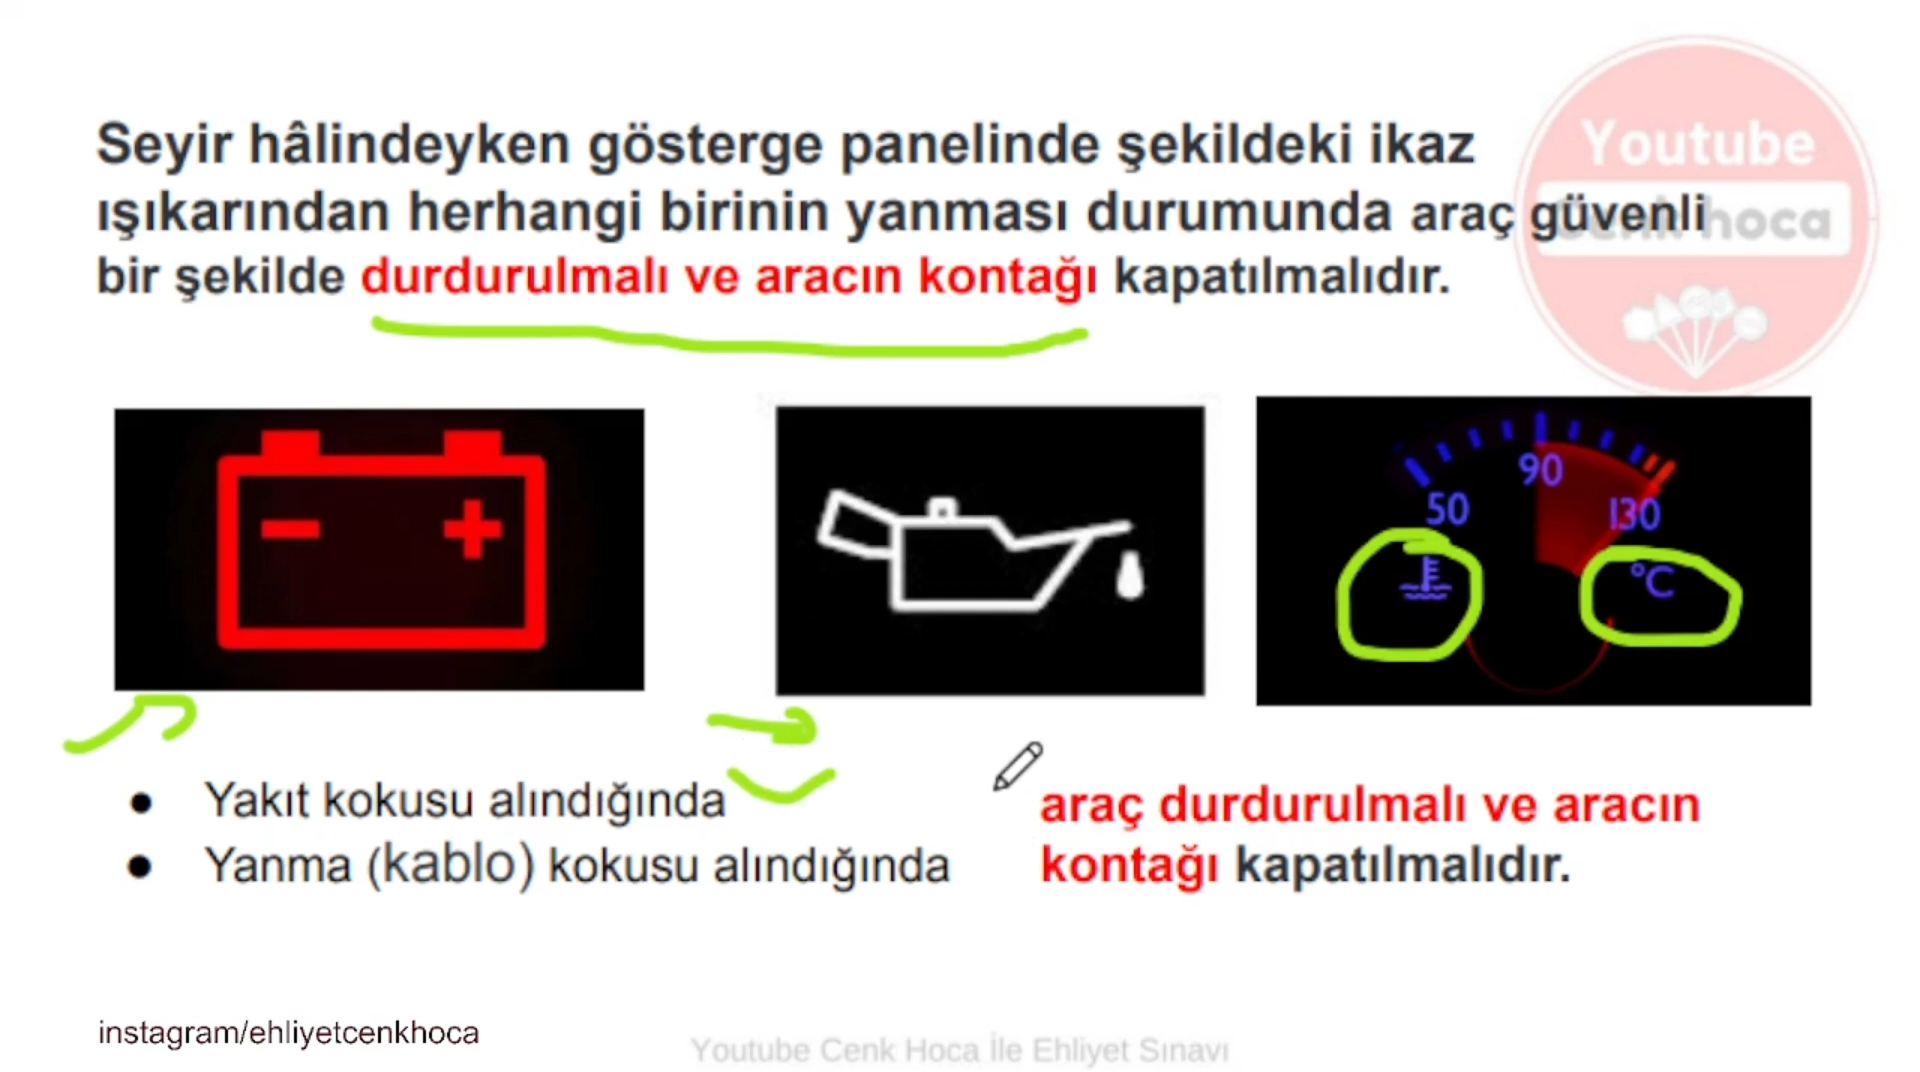 Seyir hâlindeyken gösterge panelinde şekildeki ikaz
ışıkarından herhangi birinin yanması durumunda araç güvenli
bir şekilde durdurulmalı ve aracın kontağı kapatılmalıdır.
Youtube
Cenk hoca
50
90
130
°C
Yakıt kokusu alındığında
Yanma (kablo) kokusu alındığında
araç durdurulmalı ve aracın
kontağı kapatılmalıdır.
instagram/ehliyetcenkhoca
Youtube Cenk Hoca İle Ehliyet Sınavı